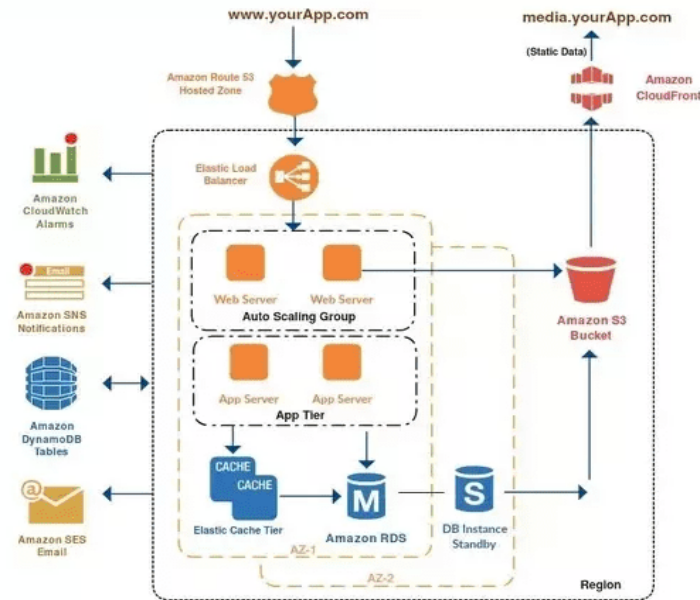 www.yourApp.com
media.yourApp.com
(Static Data)
Amazon Route 53
Hosted Zone
Amazon
CloudFront
Elastic Load
Balancer
Amazon
CloudWatch
Alarms
Web Server
Web Server
Auto Scaling Group
Email
Amazon SNS
Notifications
Amazon S3
Bucket
App Server
App Server
App Tier
Amazon
DynamoDB
Tables
CACHE
CACHE
Elastic Cache Tier
M
Amazon RDS
S
DB Instance
Standby
@
Amazon SES
Email
AZ-1
AZ-2
Region